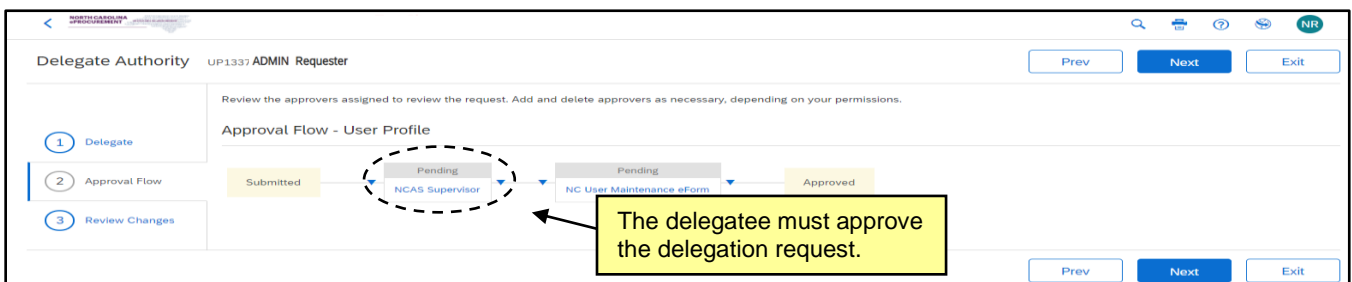 NORTH CAROLINA
ePROCUREMENT
NR
Delegate Authority UP1337 ADMIN Requester
Prev Next Exit
Review the approvers assigned to review the request. Add and delete approvers as necessary, depending on your permissions.
Approval Flow - User Profile
1 Delegate
2 Approval Flow
3 Review Changes
Submitted
Pending
NCAS Supervisor
Pending
NC User Maintenance eForm
Approved
The delegatee must approve
the delegation request.
Prev Next Exit